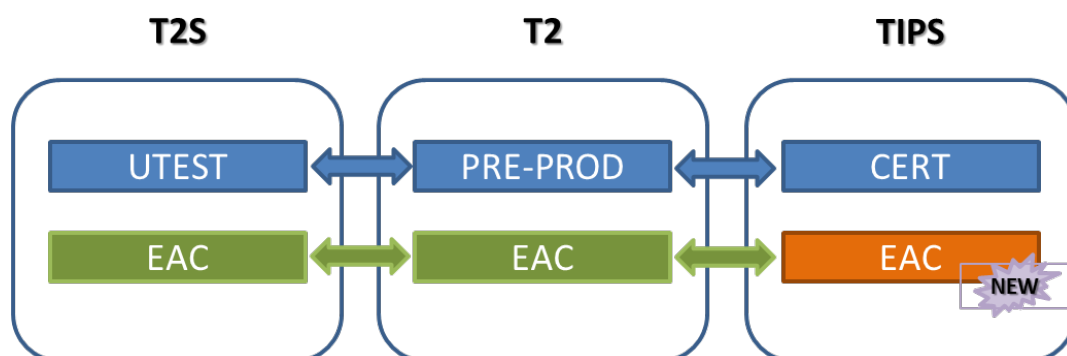 T2S T2 TIPS
UTEST PRE-PROD CERT
EAC EAC EAC
NEW